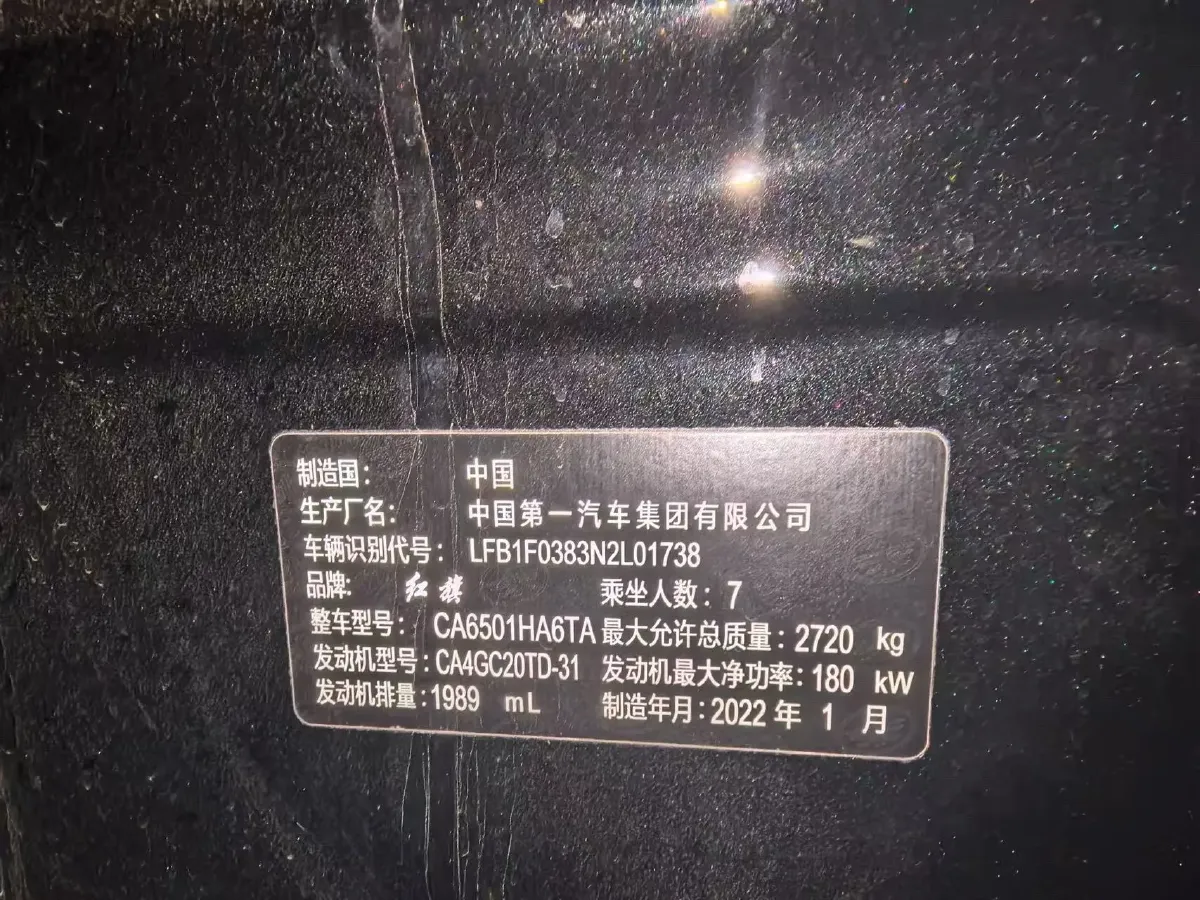 制造国： 中国
生产厂名： 中国第一汽车集团有限公司
车辆识别代号： LFB1F0383N2L01738
品牌: 红旗 乘坐人数：7
整车型号： CA6501HA6TA 最大允许总质量：2720 kg
发动机型号：CA4GC20TD-31 发动机最大净功率：180 kW
发动机排量：1989 mL 制造年月：2022 年 1 月